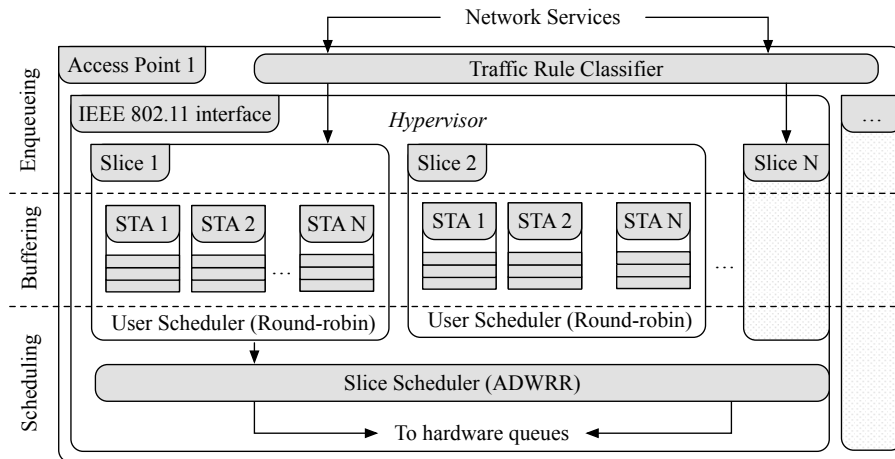 Network Services
Access Point 1
Traffic Rule Classifier
Enqueueing
IEEE 802.11 interface
...
Hypervisor
Slice 1
Slice 2
Slice N
Buffering
STA 1
STA 2
STA N
...
STA 1
STA 2
STA N
...
...
User Scheduler (Round-robin)
User Scheduler (Round-robin)
Scheduling
Slice Scheduler (ADWRR)
To hardware queues